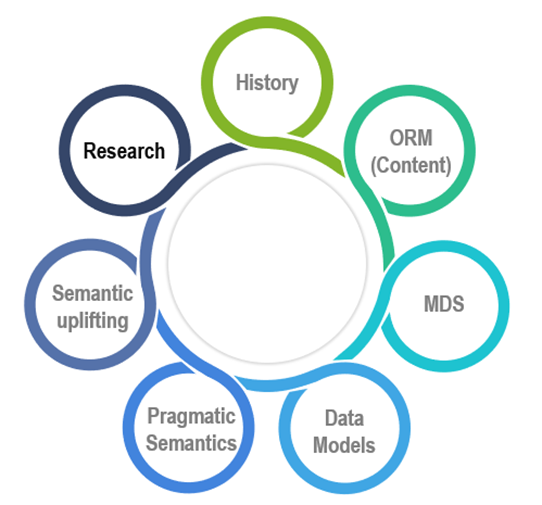 History
ORM
(Content)
MDS
Data
Models
Pragmatic
Semantics
Semantic
uplifting
Research